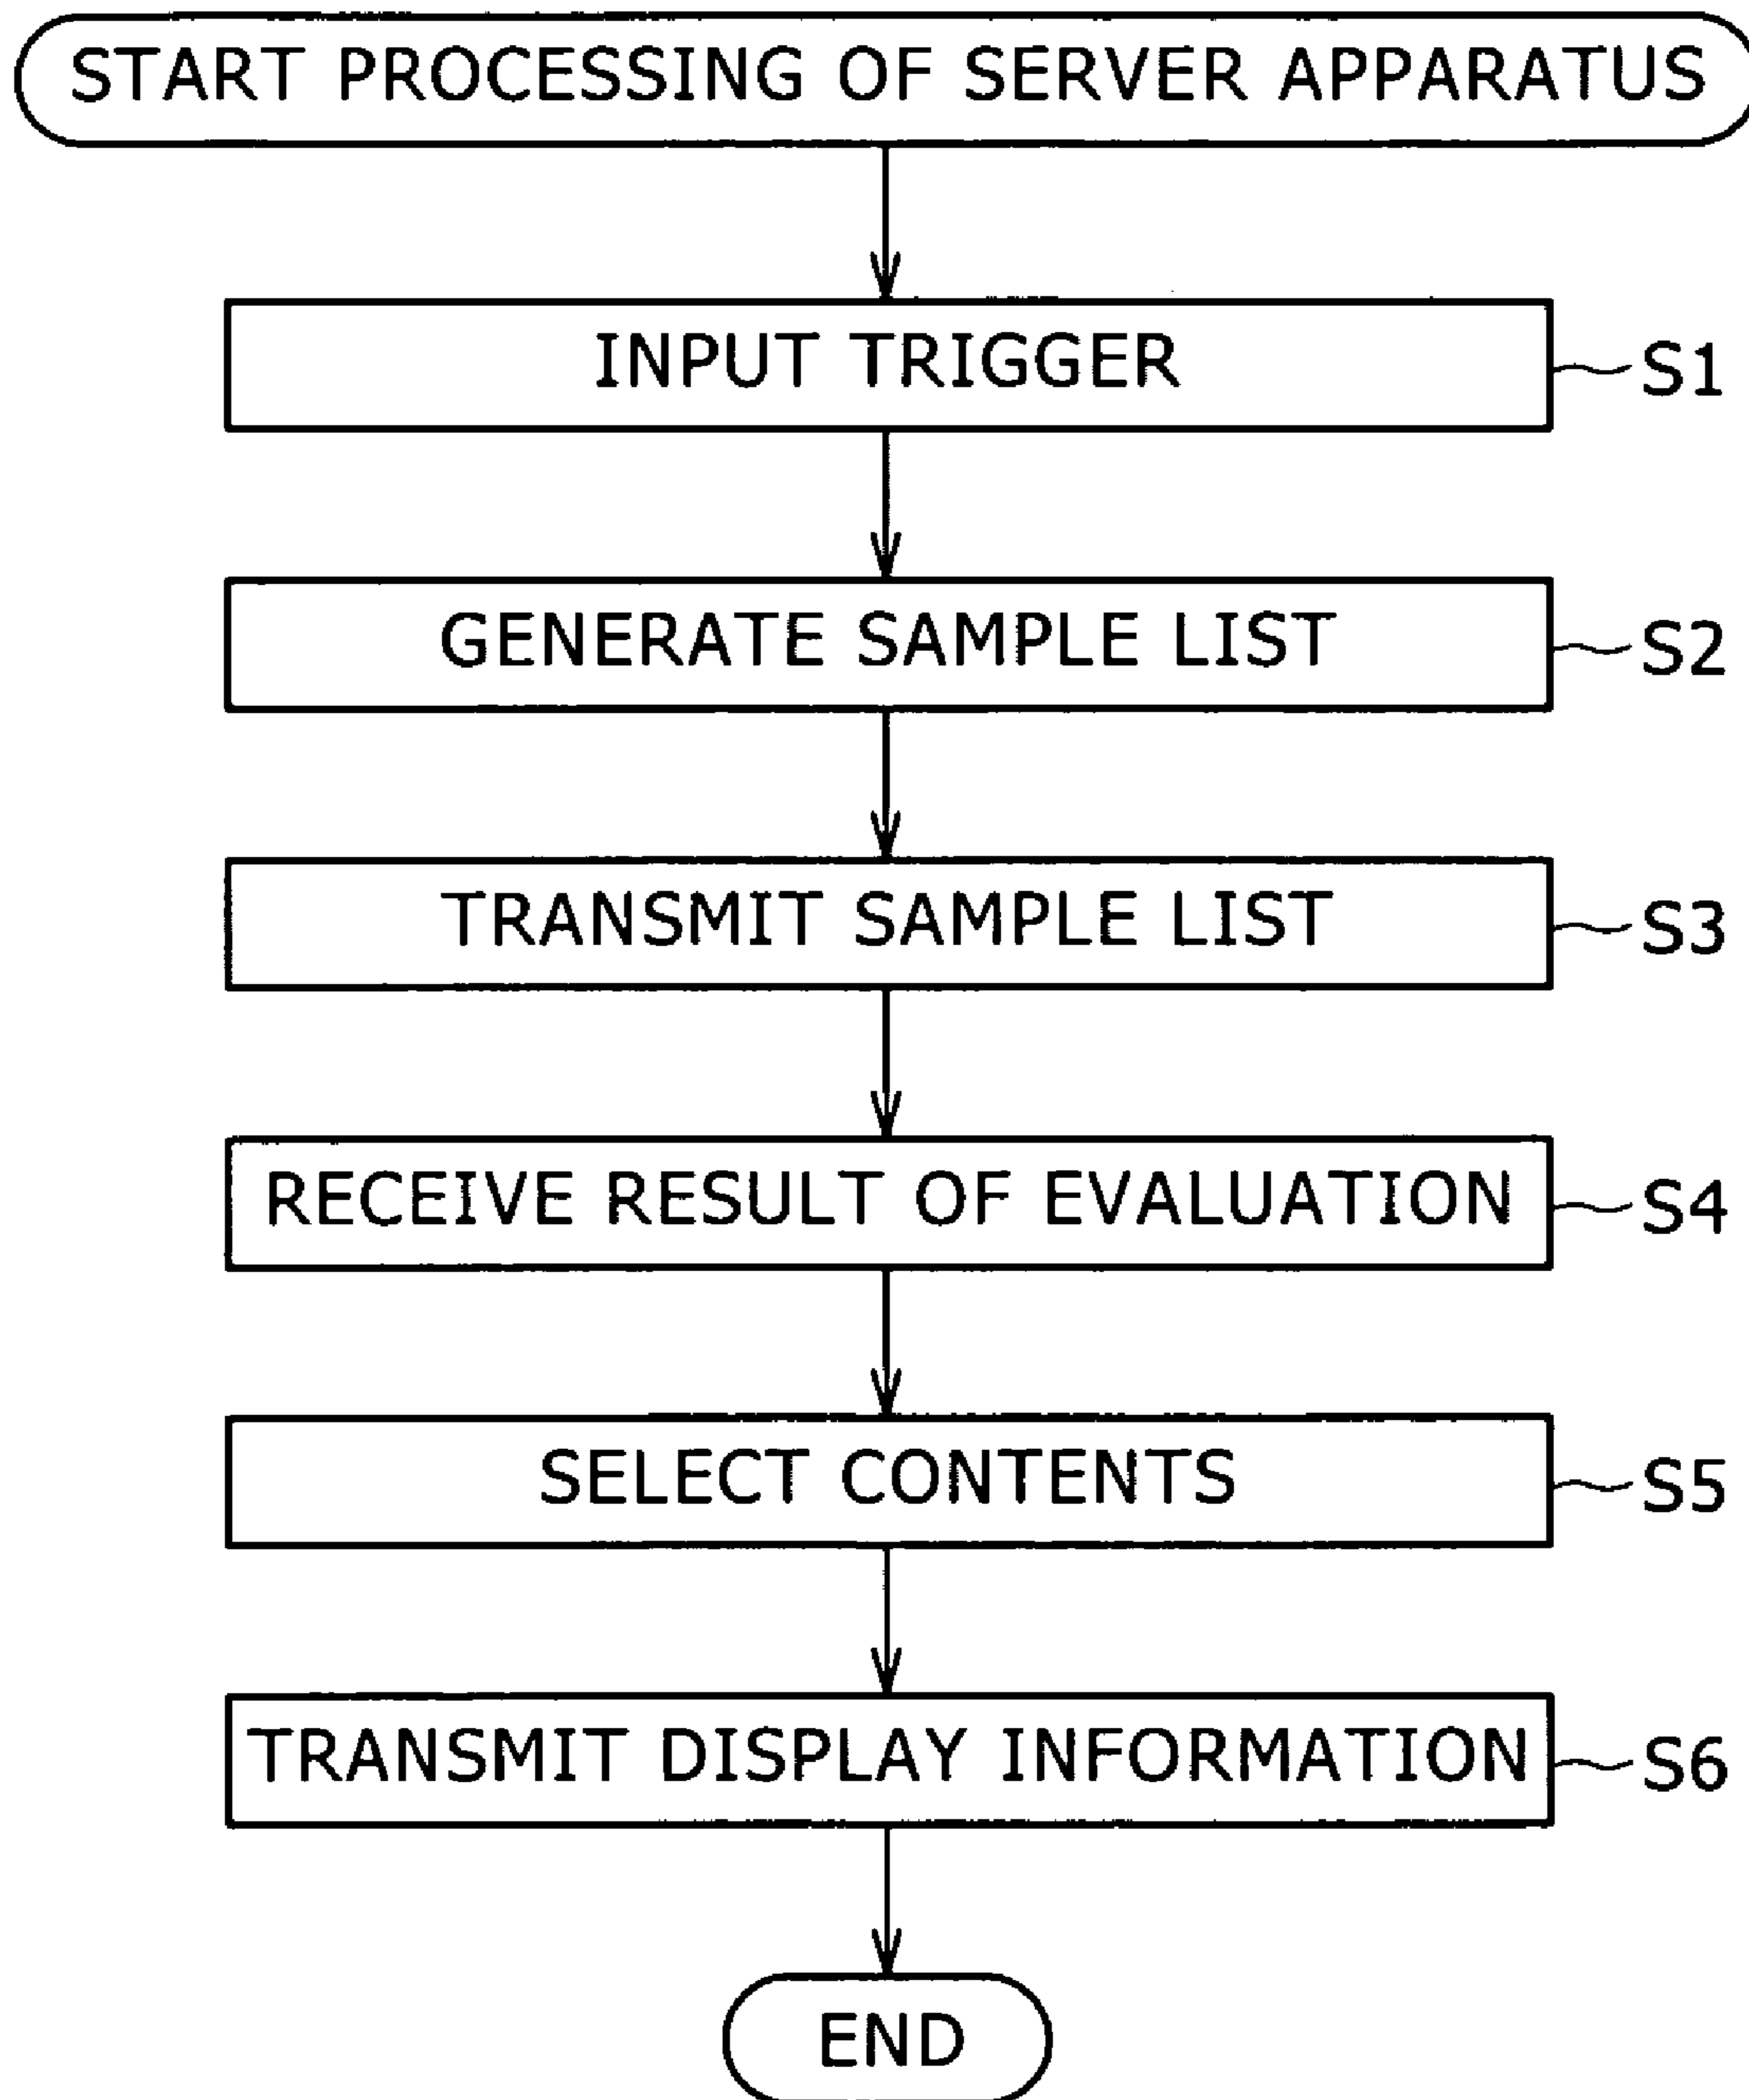 START PROCESSING OF SERVER APPARATUS
INPUT TRIGGER S1
GENERATE SAMPLE LIST S2
TRANSMIT SAMPLE LIST S3
RECEIVE RESULT OF EVALUATION S4
SELECT CONTENTS S5
TRANSMIT DISPLAY INFORMATION S6
END